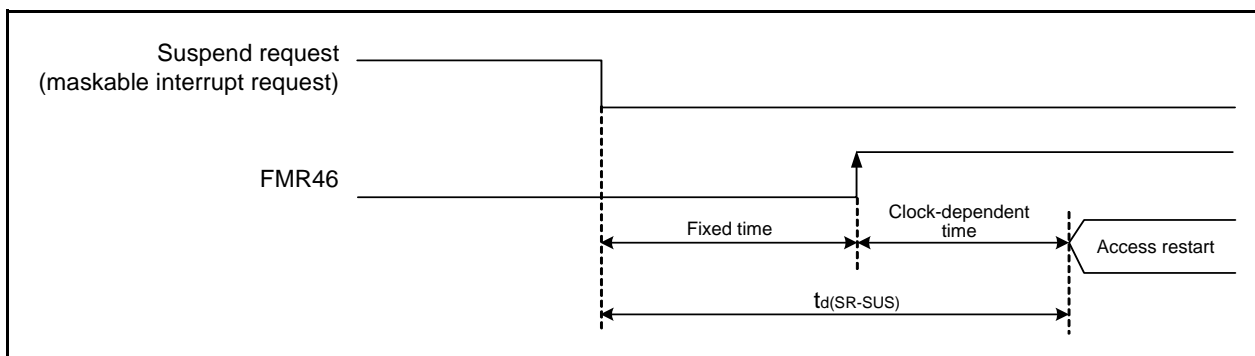 Suspend request
(maskable interrupt request)
FMR46
Fixed time
Clock-dependent
time
Access restart
td(SR-SUS)